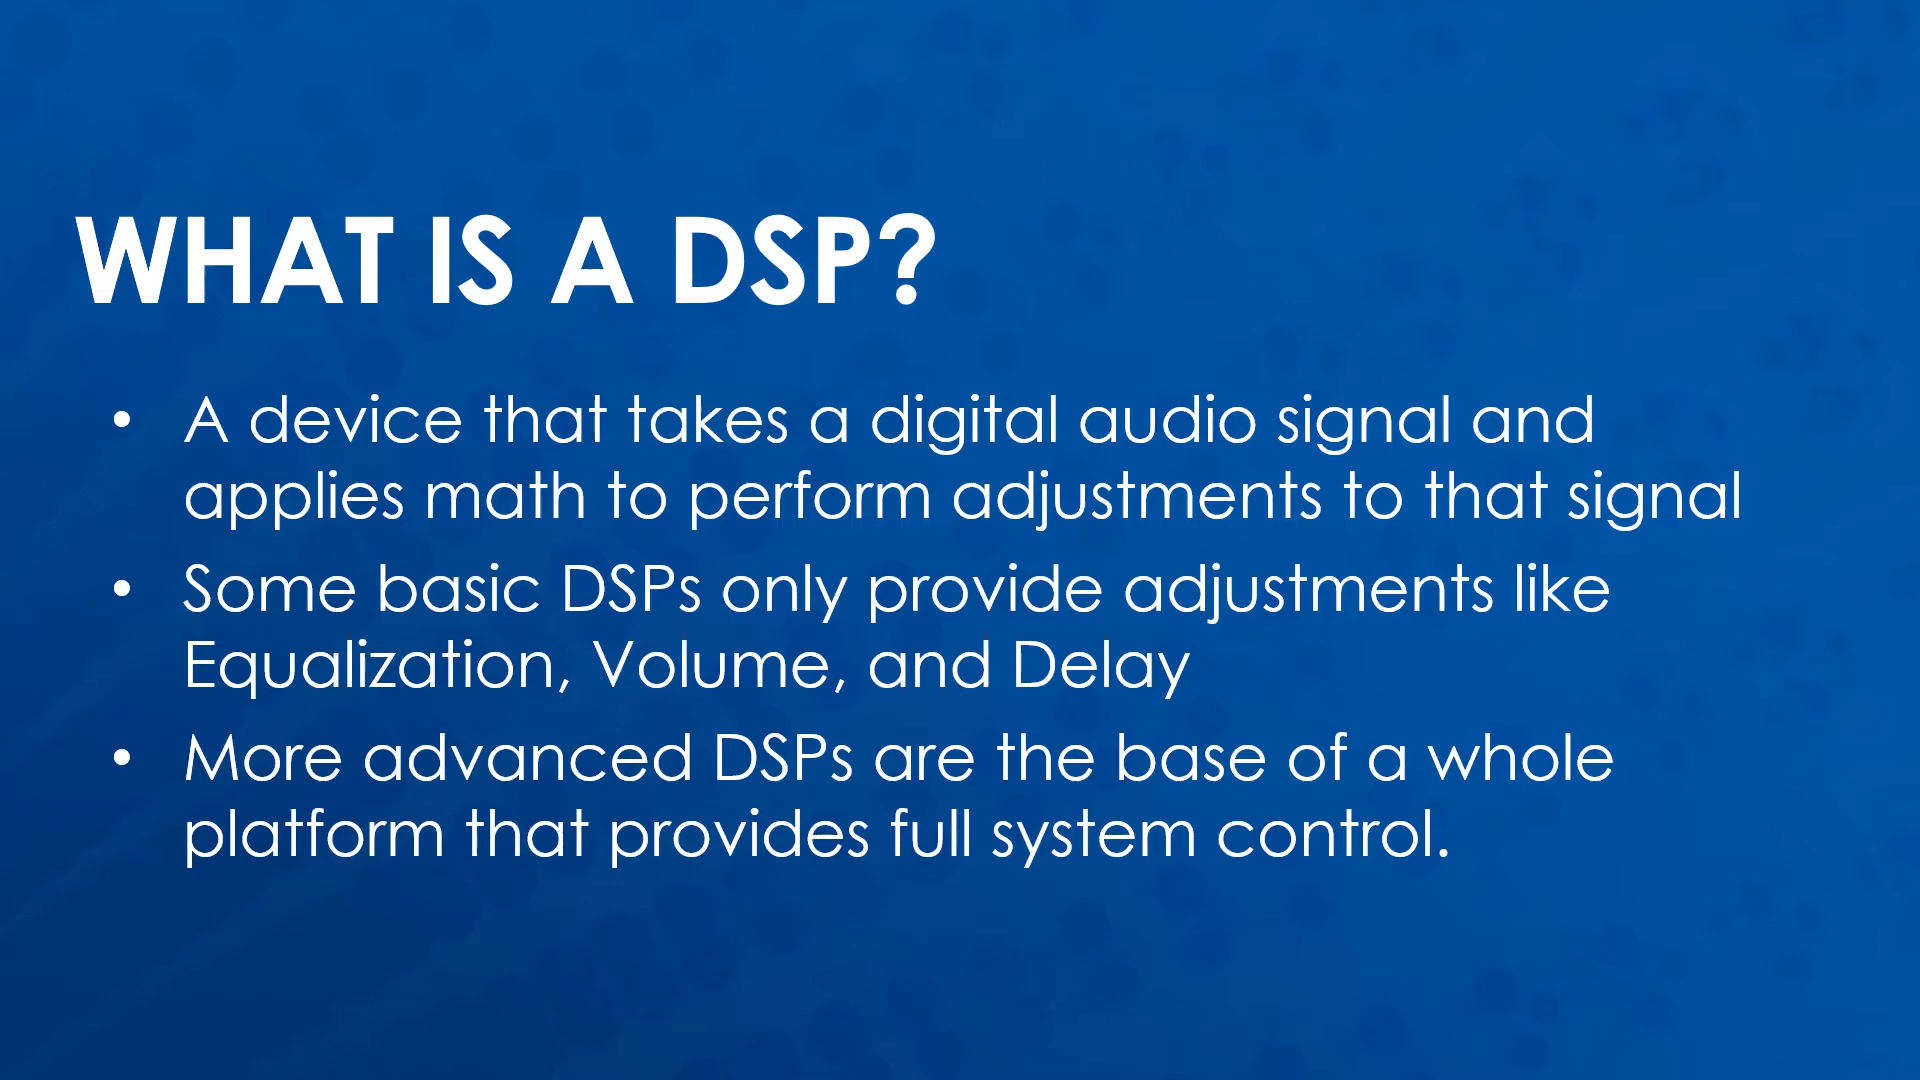 WHAT IS A DSP?
• A device that takes a digital audio signal and
applies math to perform adjustments to that signal
• Some basic DSPs only provide adjustments like
Equalization, Volume, and Delay
• More advanced DSPs are the base of a whole
platform that provides full system control.